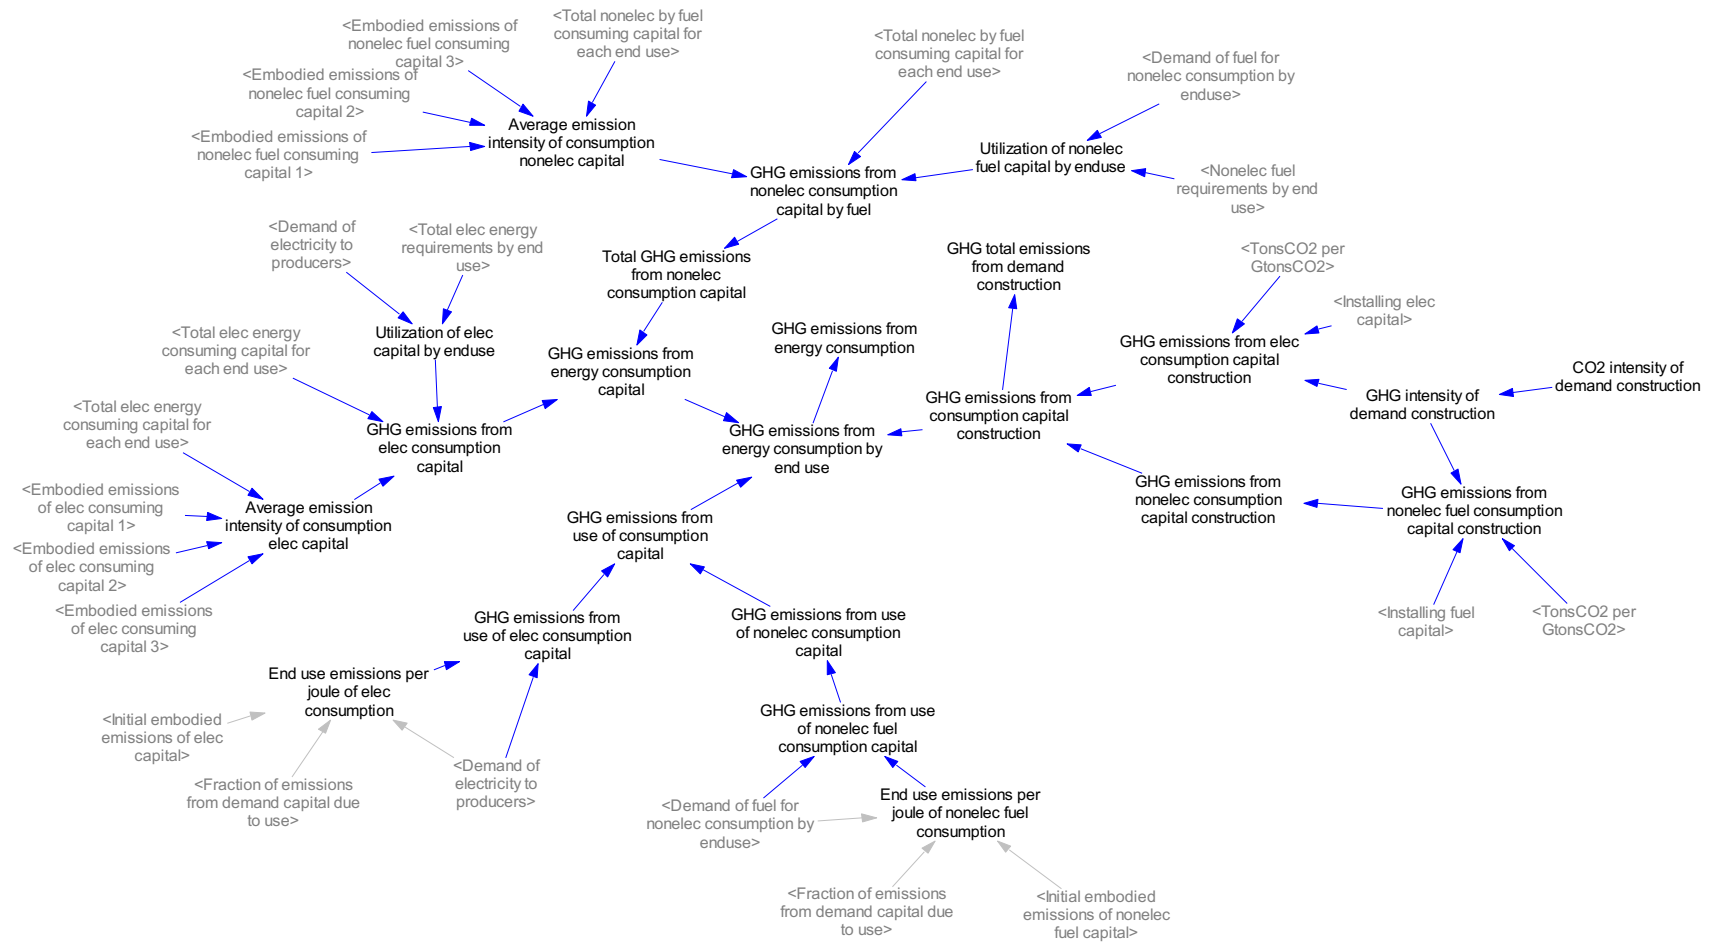 <Embodied emissions of
nonelec fuel consuming
capital 3>
<Total nonelec by fuel
consuming capital for
each end use>
<Total nonelec by fuel
consuming capital for
each end use>
<Demand of fuel for
nonelec consumption by
enduse>
<Embodied emissions of
nonelec fuel consuming
capital 2>
<Embodied emissions of
nonelec fuel consuming
capital 1>
Average emission
intensity of consumption
nonelec capital
Utilization of nonelec
fuel capital by enduse
<Nonelec fuel
requirements by end
use>
GHG emissions from
nonelec consumption
capital by fuel
<Demand of
electricity to
producers>
<Total elec energy
requirements by end
use>
Total GHG emissions
from nonelec
consumption capital
GHG total emissions
from demand
construction
<TonsCO2 per
GtonsCO2>
<Installing elec
capital>
<Total elec energy
consuming capital for
each end use>
Utilization of elec
capital by enduse
GHG emissions from
energy consumption
capital
GHG emissions from
energy consumption
GHG emissions from elec
consumption capital
construction
CO2 intensity of
demand construction
GHG intensity of
demand construction
<Total elec energy
consuming capital for
each end use>
GHG emissions from
elec consumption
capital
GHG emissions from
energy consumption by
end use
GHG emissions from
consumption capital
construction
<Embodied emissions
of elec consuming
capital 1>
Average emission
intensity of consumption
elec capital
GHG emissions from
use of consumption
capital
GHG emissions from
nonelec consumption
capital construction
GHG emissions from
nonelec fuel consumption
capital construction
<Embodied emissions
of elec consuming
capital 2>
<Embodied emissions
of elec consuming
capital 3>
GHG emissions from
use of elec consumption
capital
GHG emissions from use
of nonelec consumption
capital
<Installing fuel
capital>
<TonsCO2 per
GtonsCO2>
End use emissions per
joule of elec
consumption
<Initial embodied
emissions of elec
capital>
GHG emissions from use
of nonelec fuel
consumption capital
<Fraction of emissions
from demand capital due
to use>
<Demand of
electricity to
producers>
<Demand of fuel for
nonelec consumption by
enduse>
End use emissions per
joule of nonelec fuel
consumption
<Fraction of emissions
from demand capital due
to use>
<Initial embodied
emissions of nonelec
fuel capital>